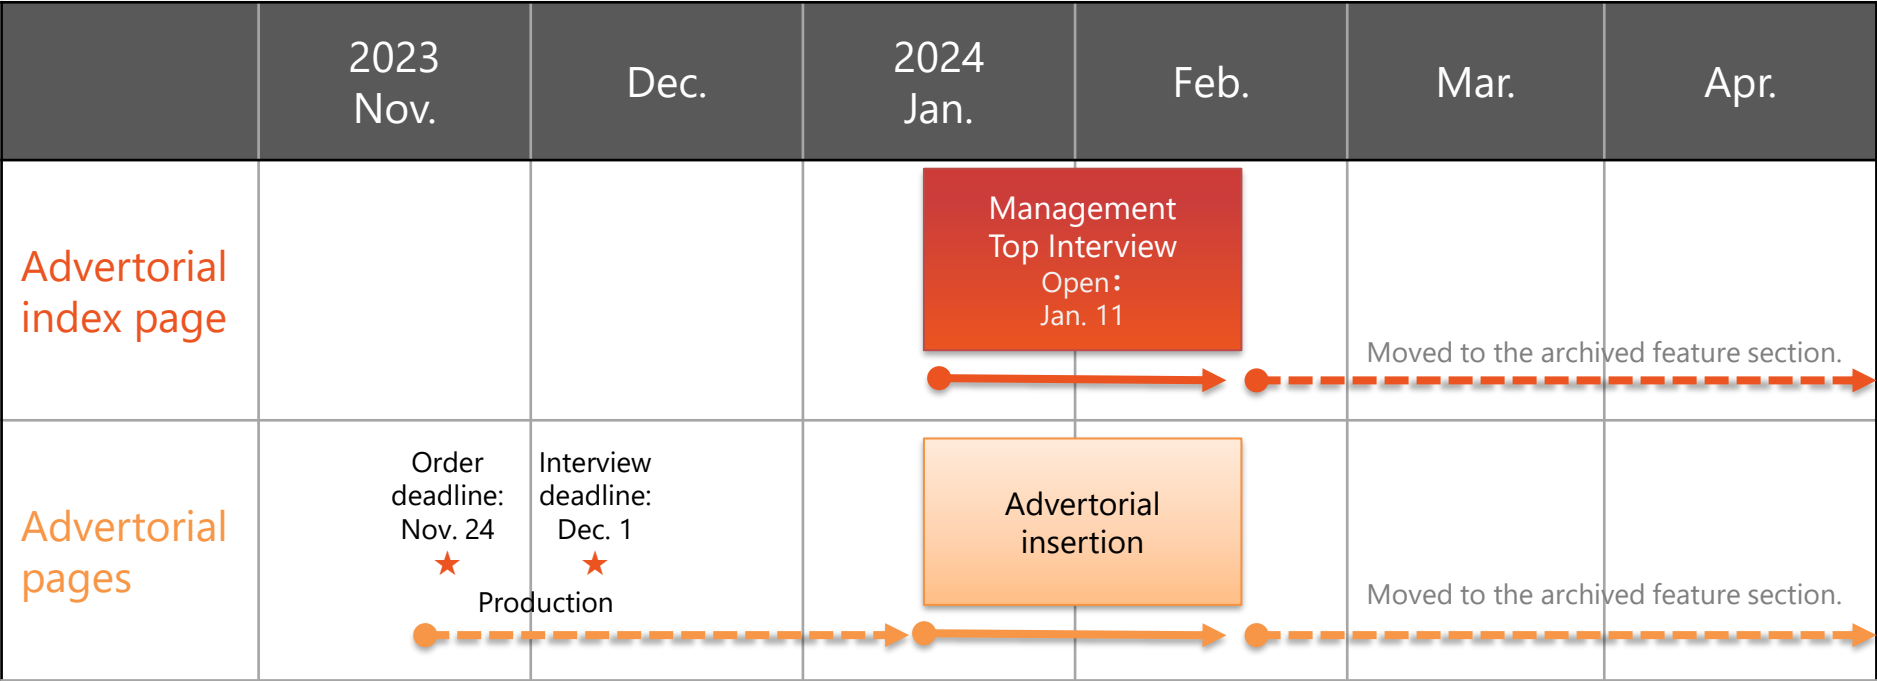 2023
Nov.
Dec.
2024
Jan.
Feb.
Mar.
Apr.
Advertorial
index page
Management
Top Interview
Open：
Jan. 11
Moved to the archived feature section.
Advertorial
pages
Order
deadline:
Nov. 24
Interview
deadline:
Dec. 1
Production
Advertorial
insertion
Moved to the archived feature section.